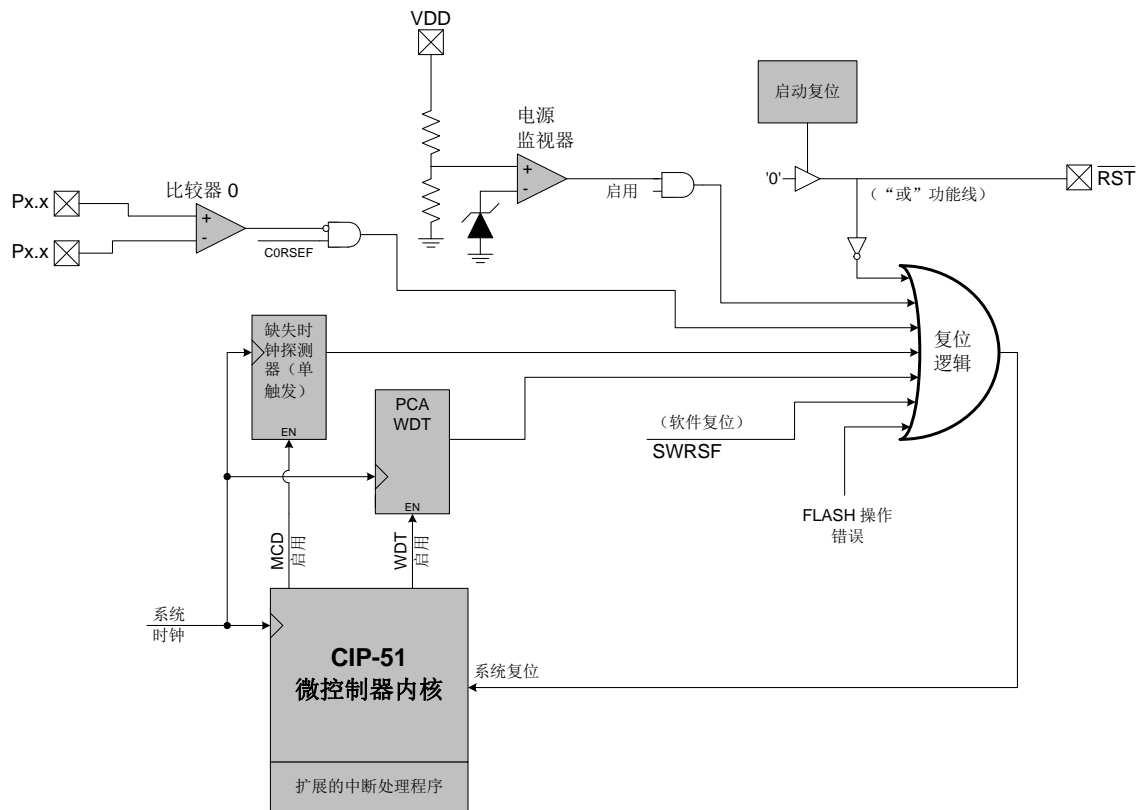 VDD
启动复位
电源
监视器
+
-
启用
'0'
RST
(“或”功能线)
比较器 0
Px.x
Px.x
+
-
C0RSEF
缺失时
钟探测
器（单
触发）
EN
复位
逻辑
PCA
WDT
EN
（软件复位）
SWRSF
FLASH 操作
错误
MCD
启用
WDT
启用
系统
时钟
CIP-51
微控制器内核
系统复位
扩展的中断处理程序